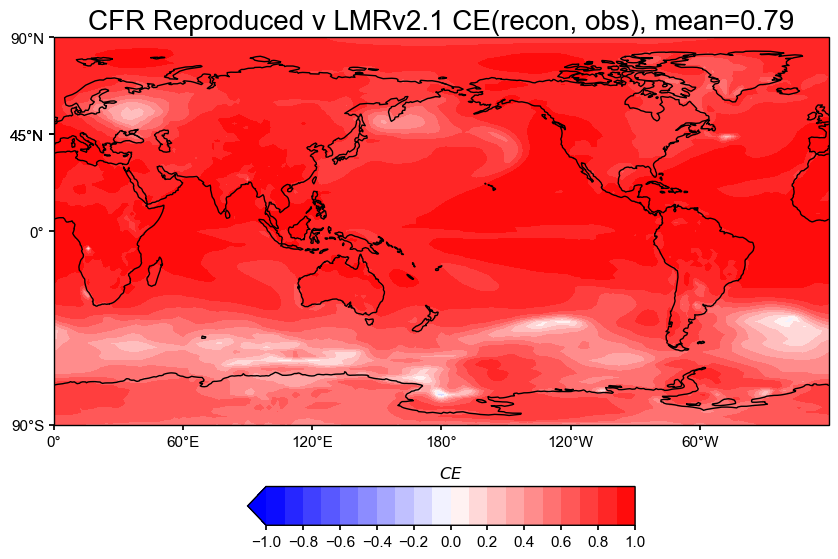 CFR Reproduced v LMRv2.1 CE(recon, obs), mean=0.79
90°N
45°N
0°
90°S
0° 60°E 120°E 180° 120°W 60°W
CE
−1.0 −0.8 −0.6 −0.4 −0.2 0.0 0.2 0.4 0.6 0.8 1.0